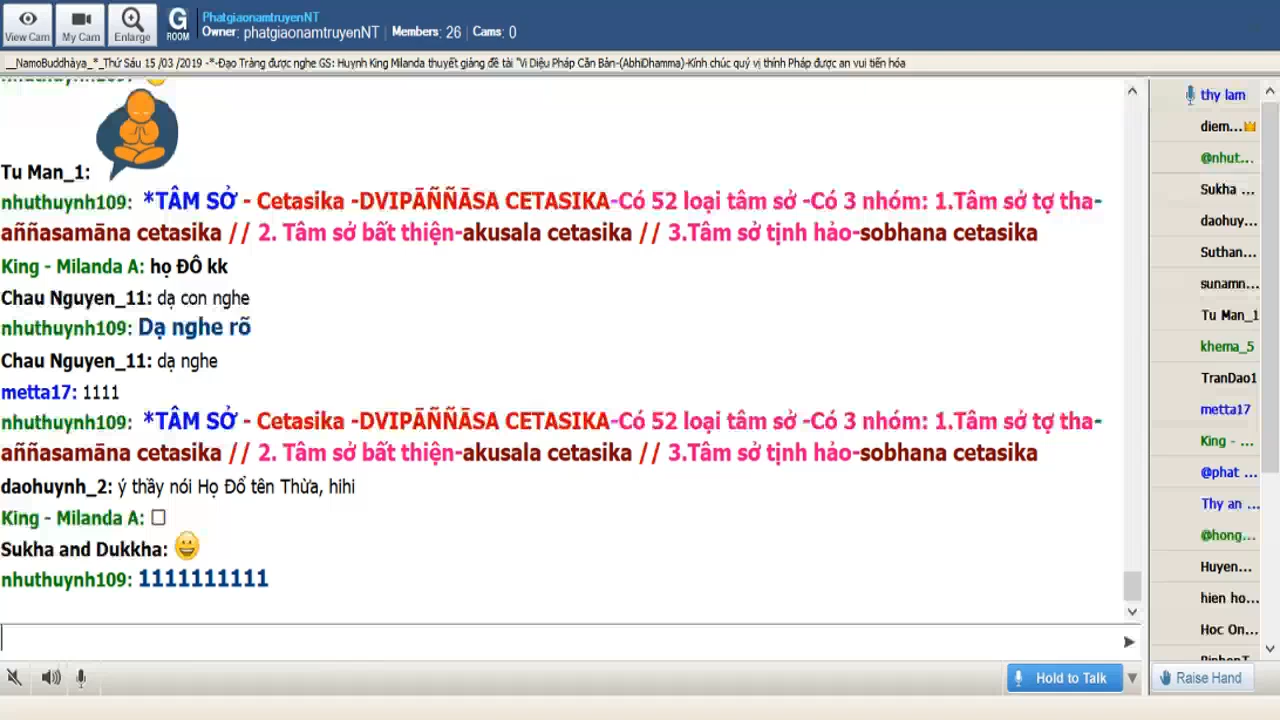 View Cam
My Cam
Enlarge
G
ROOM
PhatgiaonamtruyenNT
Owner: phatgiaonamtruyenNT | Members: 26 | Cams: 0
__NamoBuddhàya_*_Thứ Sáu 15 /03 /2019 -*-Đạo Tràng được nghe GS: Huỳnh King Milanda thuyết giảng đề tài "Vi Diệu Pháp Căn Bản-(AbhiDhamma)-Kính chúc quý vị thính Pháp được an vui tiến hóa
Tu Man_1:
nhuthuynh109: *TÂM SỞ - Cetasika -DVIPĀÑÑĀSA CETASIKA-Có 52 loại tâm sở -Có 3 nhóm: 1.Tâm sở tợ tha-
aññasamāna cetasika // 2. Tâm sở bất thiện-akusala cetasika // 3.Tâm sở tịnh hảo-sobhana cetasika
King - Milanda A: họ ĐÔ kk
Chau Nguyen_11: dạ con nghe
nhuthuynh109: Dạ nghe rõ
Chau Nguyen_11: dạ nghe
metta17: 1111
nhuthuynh109: *TÂM SỞ - Cetasika -DVIPĀÑÑĀSA CETASIKA-Có 52 loại tâm sở -Có 3 nhóm: 1.Tâm sở tợ tha-
aññasamāna cetasika // 2. Tâm sở bất thiện-akusala cetasika // 3.Tâm sở tịnh hảo-sobhana cetasika
daohuynh_2: ý thầy nói Họ Đổ tên Thừa, hihi
King - Milanda A:
Sukha and Dukkha:
nhuthuynh109: 1111111111
Hold to Talk
thy lam
diem...
@nhut...
Sukha ...
daohuy...
Suthan...
sunamn...
Tu Man_1
khema_5
TranDao1
metta17
King - ...
@phat ...
Thy an ...
@hong...
Huyen...
hien ho...
Hoc On...
Raise Hand